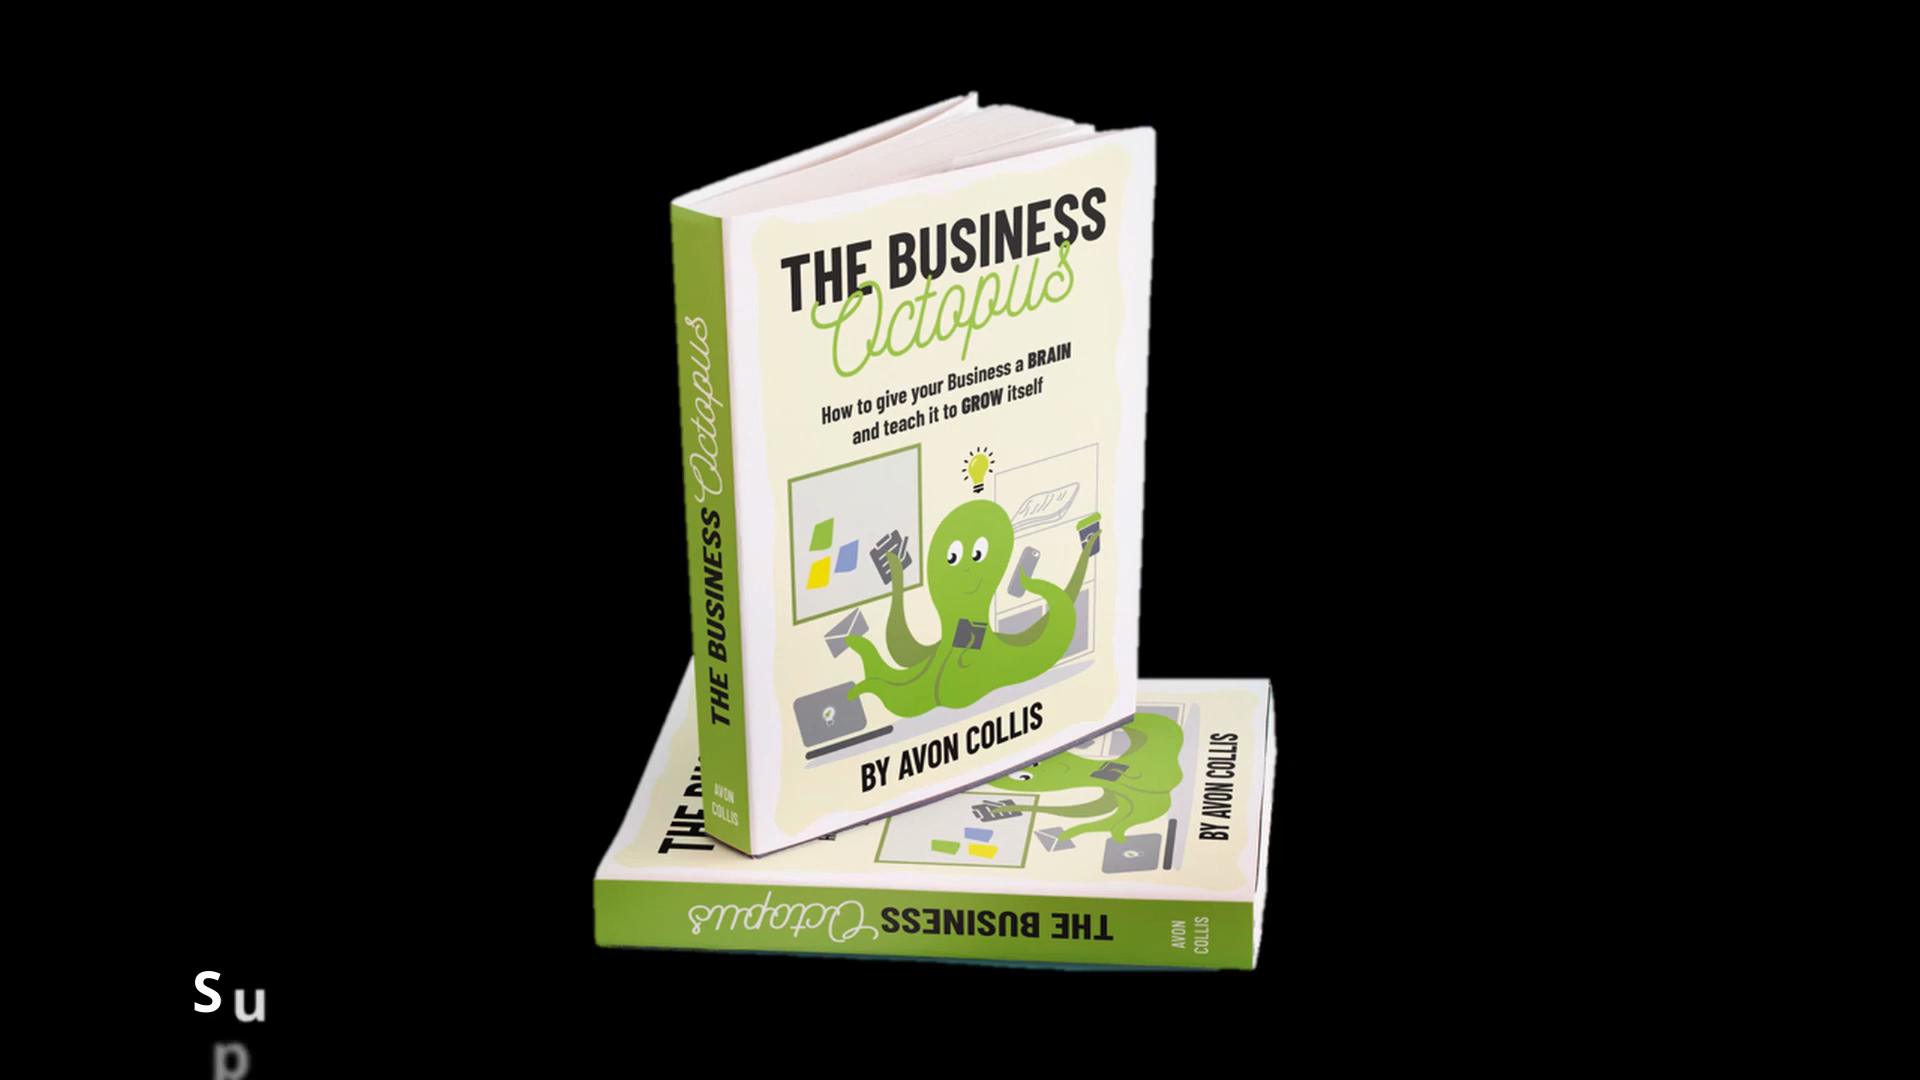 THE BUSINESS
Octopus
How to give your Business a BRAIN
and teach it to GROW itself
BY AVON COLLIS
THE BUSINESS Octopus
AVON
COLLIS
BY AVON COLLIS
THE BUSINESS Octopus
AVON
COLLIS
S u
p